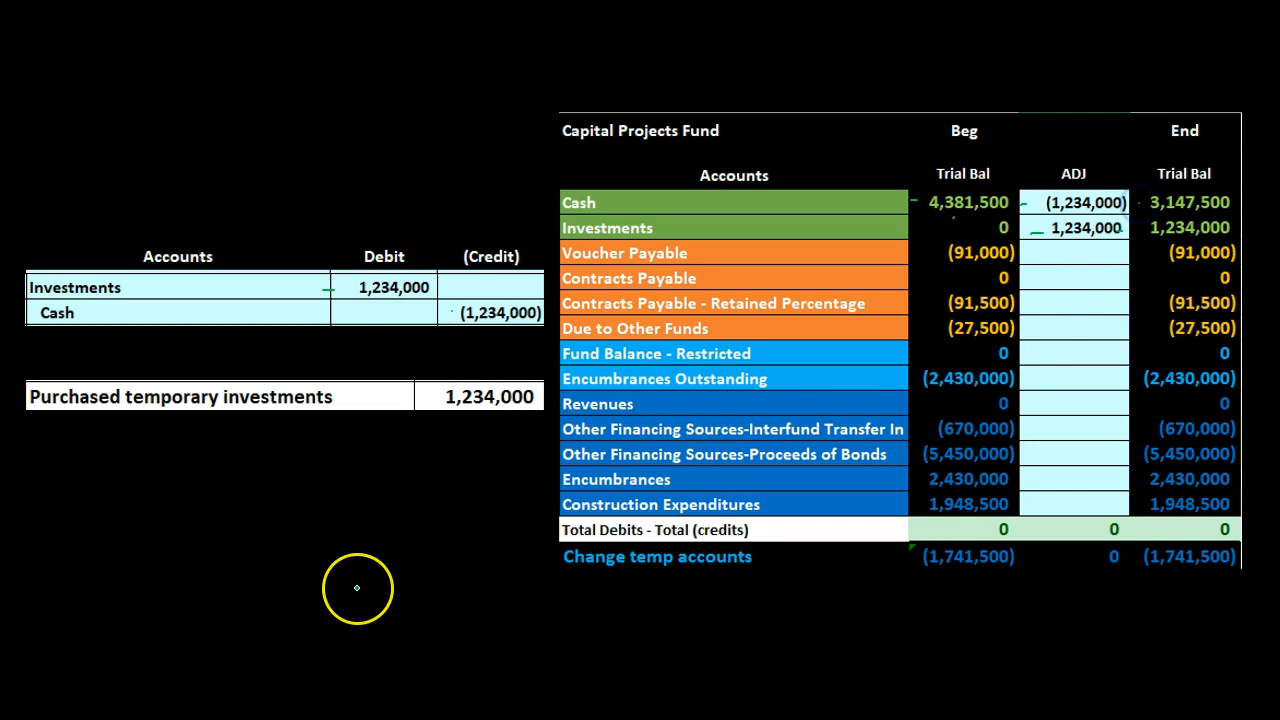 Accounts Debit (Credit)
Investments 1,234,000
Cash (1,234,000)
Purchased temporary investments 1,234,000
Capital Projects Fund Beg End
Accounts Trial Bal ADJ Trial Bal
Cash 4,381,500 (1,234,000) 3,147,500
Investments 0 1,234,000 1,234,000
Voucher Payable (91,000) (91,000)
Contracts Payable 0 0
Contracts Payable - Retained Percentage (91,500) (91,500)
Due to Other Funds (27,500) (27,500)
Fund Balance - Restricted 0 0
Encumbrances Outstanding (2,430,000) (2,430,000)
Revenues 0 0
Other Financing Sources-Interfund Transfer In (670,000) (670,000)
Other Financing Sources-Proceeds of Bonds (5,450,000) (5,450,000)
Encumbrances 2,430,000 2,430,000
Construction Expenditures 1,948,500 1,948,500
Total Debits - Total (credits) 0 0 0
Change temp accounts (1,741,500) 0 (1,741,500)